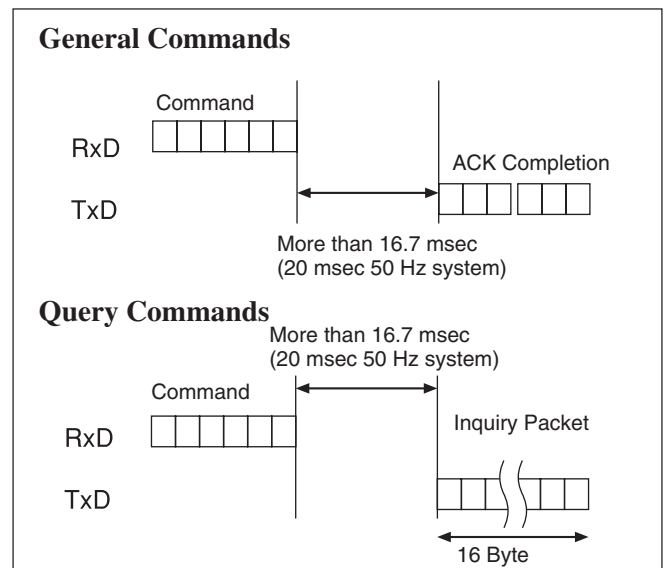 General Commands
Command
RxD
ACK Completion
TxD
More than 16.7 msec
(20 msec 50 Hz system)
Query Commands
More than 16.7 msec
(20 msec 50 Hz system)
Command
RxD
Inquiry Packet
TxD
16 Byte